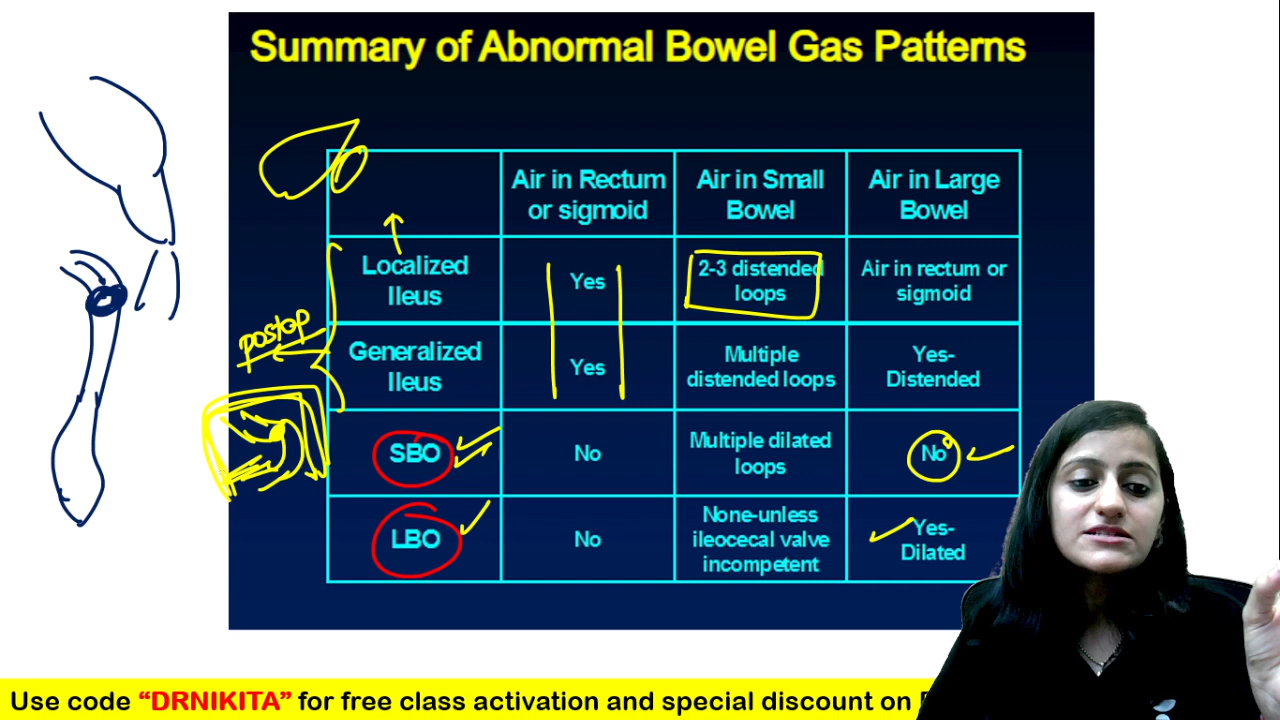 Summary of Abnormal Bowel Gas Patterns
Air in Rectum
or sigmoid
Air in Small
Bowel
Air in Large
Bowel
Localized
Ileus
Yes
2-3 distended
loops
Air in rectum or
sigmoid
postop
Generalized
Ileus
Yes
Multiple
distended loops
Yes-
Distended
SBO
No
Multiple dilated
loops
No
LBO
No
None-unless
ileocecal valve
incompetent
Yes-
Dilated
Use code “DRNIKITA” for free class activation and special discount on